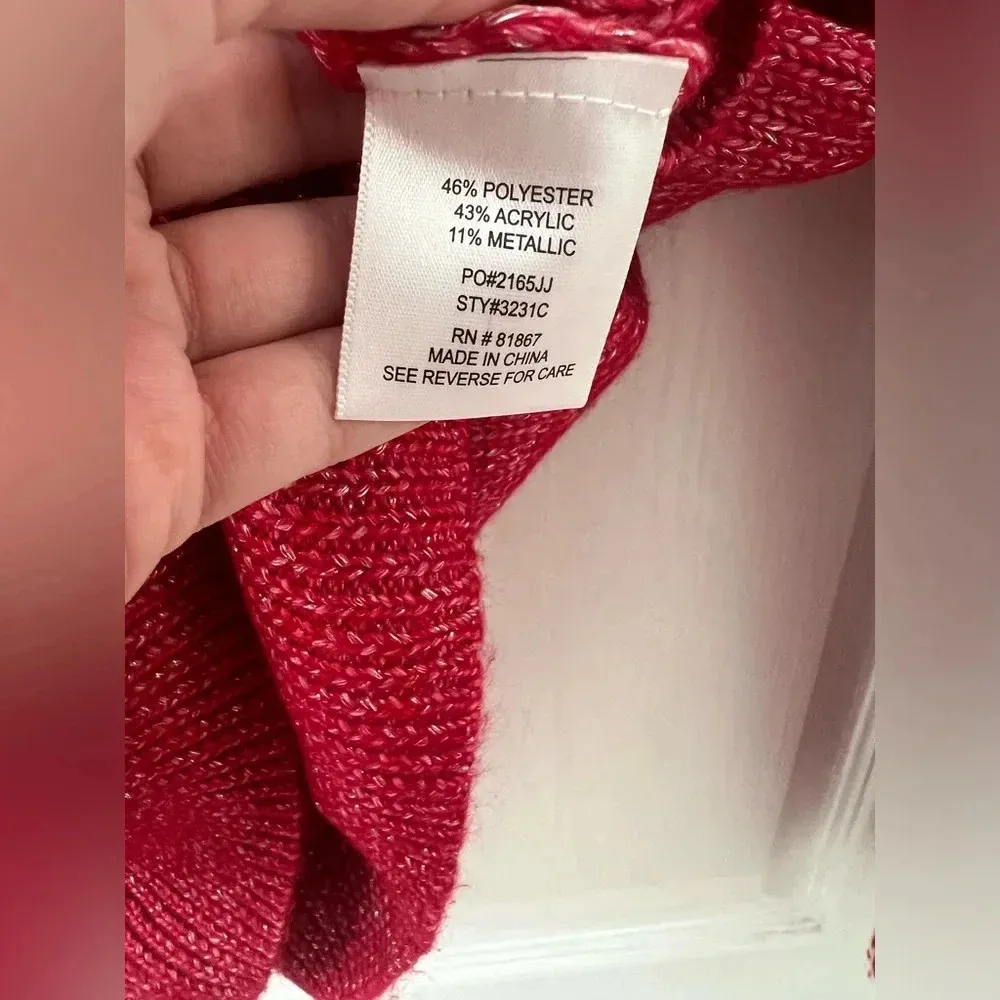 46% POLYESTER
43% ACRYLIC
11% METALLIC
PO#2165JJ
STY#3231C
RN # 81867
MADE IN CHINA
SEE REVERSE FOR CARE